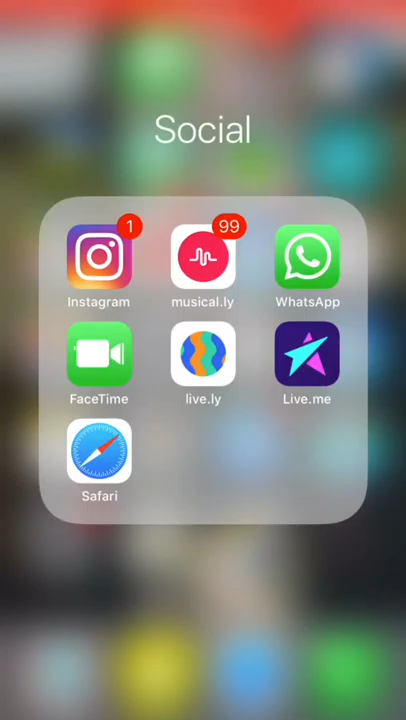 Social
1
99
Instagram
musical.ly
WhatsApp
FaceTime
live.ly
Live.me
Safari